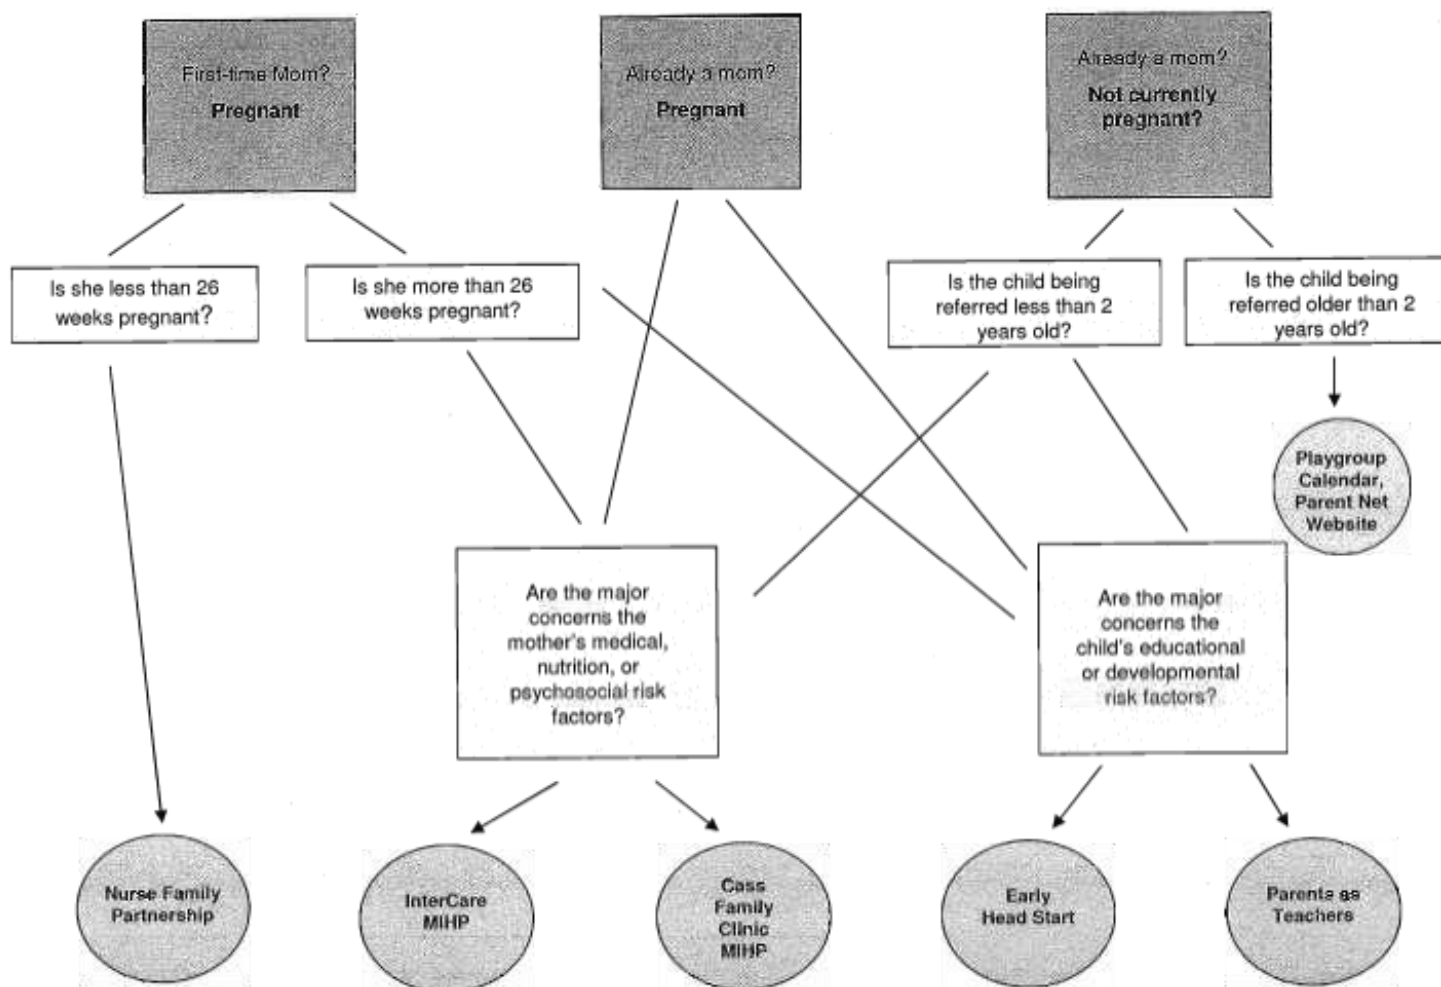 First-time Mom?
Pregnant
Already a mom?
Pregnant
Already a mom?
Not currently
pregnant?
Is she less than 26
weeks pregnant?
Is she more than 26
weeks pregnant?
Is the child being
referred less than 2
years old?
Is the child being
referred older than 2
years old?
Playgroup
Calendar,
Parent Net
Website
Are the major
concerns the
mother's medical,
nutrition, or
psychosocial risk
factors?
Are the major
concerns the
child's educational
or developmental
risk factors?
Nurse Family
Partnership
InterCare
MIHP
Cass
Family
Clinic
MIHP
Early
Head Start
Parents as
Teachers